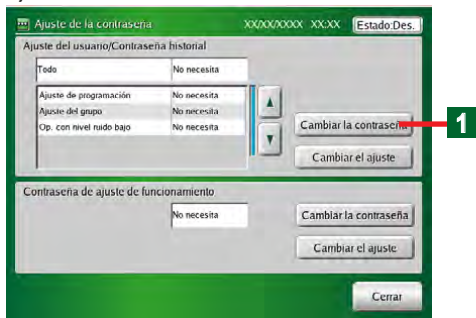 Ajuste de la contraseña XX/XX/XXXX XX:XX Estado:Des.
Ajuste del usuario/Contraseña historial
Todo No necesita
Ajuste de programación No necesita
Ajuste del grupo No necesita
Op. con nivel ruido bajo No necesita
Cambiar la contraseña 1
Cambiar el ajuste
Contraseña de ajuste de funcionamiento
No necesita Cambiar la contraseña
Cambiar el ajuste
Cerrar